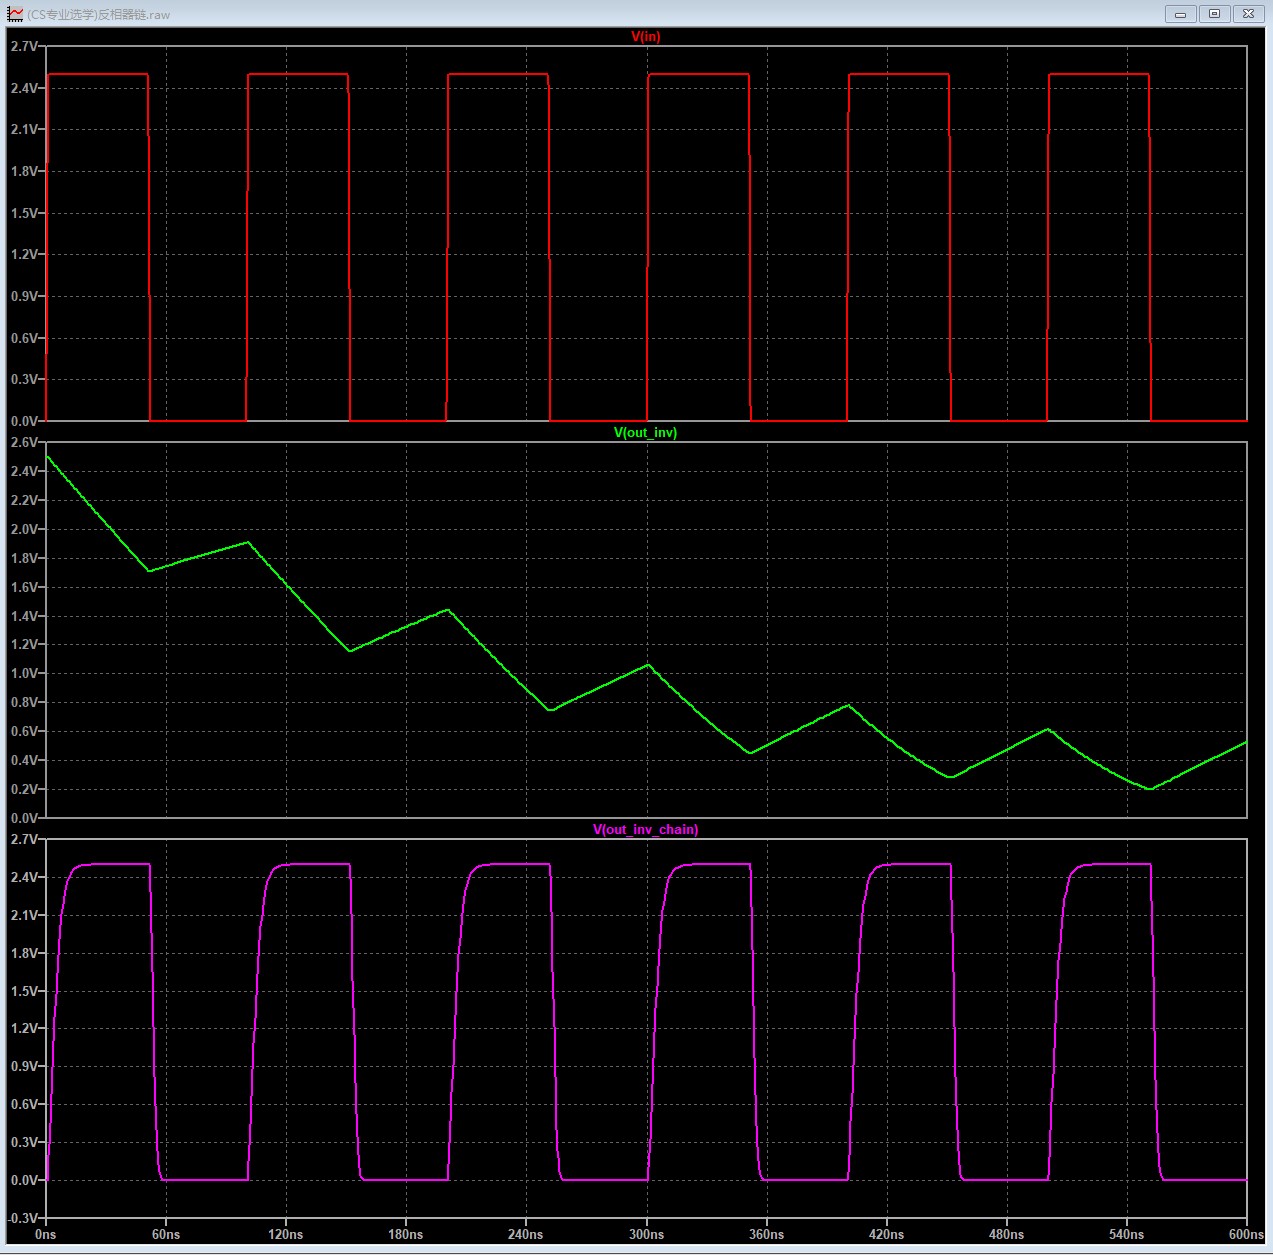 (CS专业选学)反相器链.raw
V(in)
2.7V
2.4V
2.1V
1.8V
1.5V
1.2V
0.9V
0.6V
0.3V
0.0V
V(out_inv)
2.6V
2.4V
2.2V
2.0V
1.8V
1.6V
1.4V
1.2V
1.0V
0.8V
0.6V
0.4V
0.2V
0.0V
V(out_inv_chain)
2.7V
2.4V
2.1V
1.8V
1.5V
1.2V
0.9V
0.6V
0.3V
0.0V
-0.3V
0ns 60ns 120ns 180ns 240ns 300ns 360ns 420ns 480ns 540ns 600ns